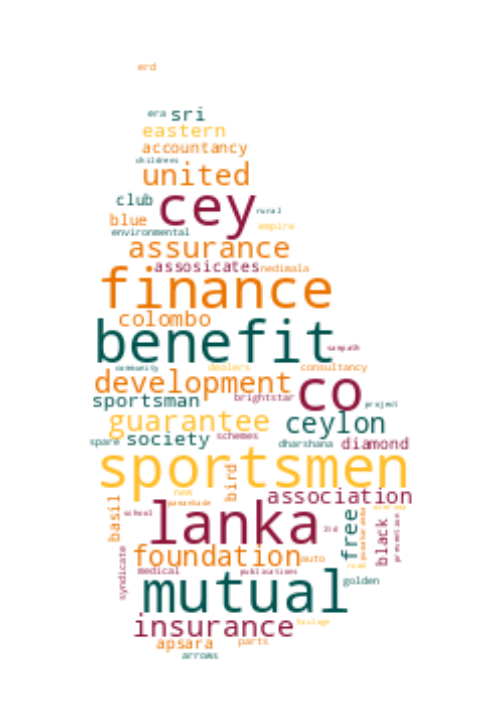 erd
era sri
eastern
accountancy
childrens
united
club cey rural
blue empire
environmental
assurance
assosicates nedimala
finance
colombo
benefit
sampath
community dealers consultancy
development co
sportsman brightstar project
guarantee ceylon
spare society schemes dharshana diamond
sportsmen
bird
new association
basil
school lanka ltd free black
foundation auto
syndicate medical publications road
mutual golden
insurance haulage
apsara parts
arrows